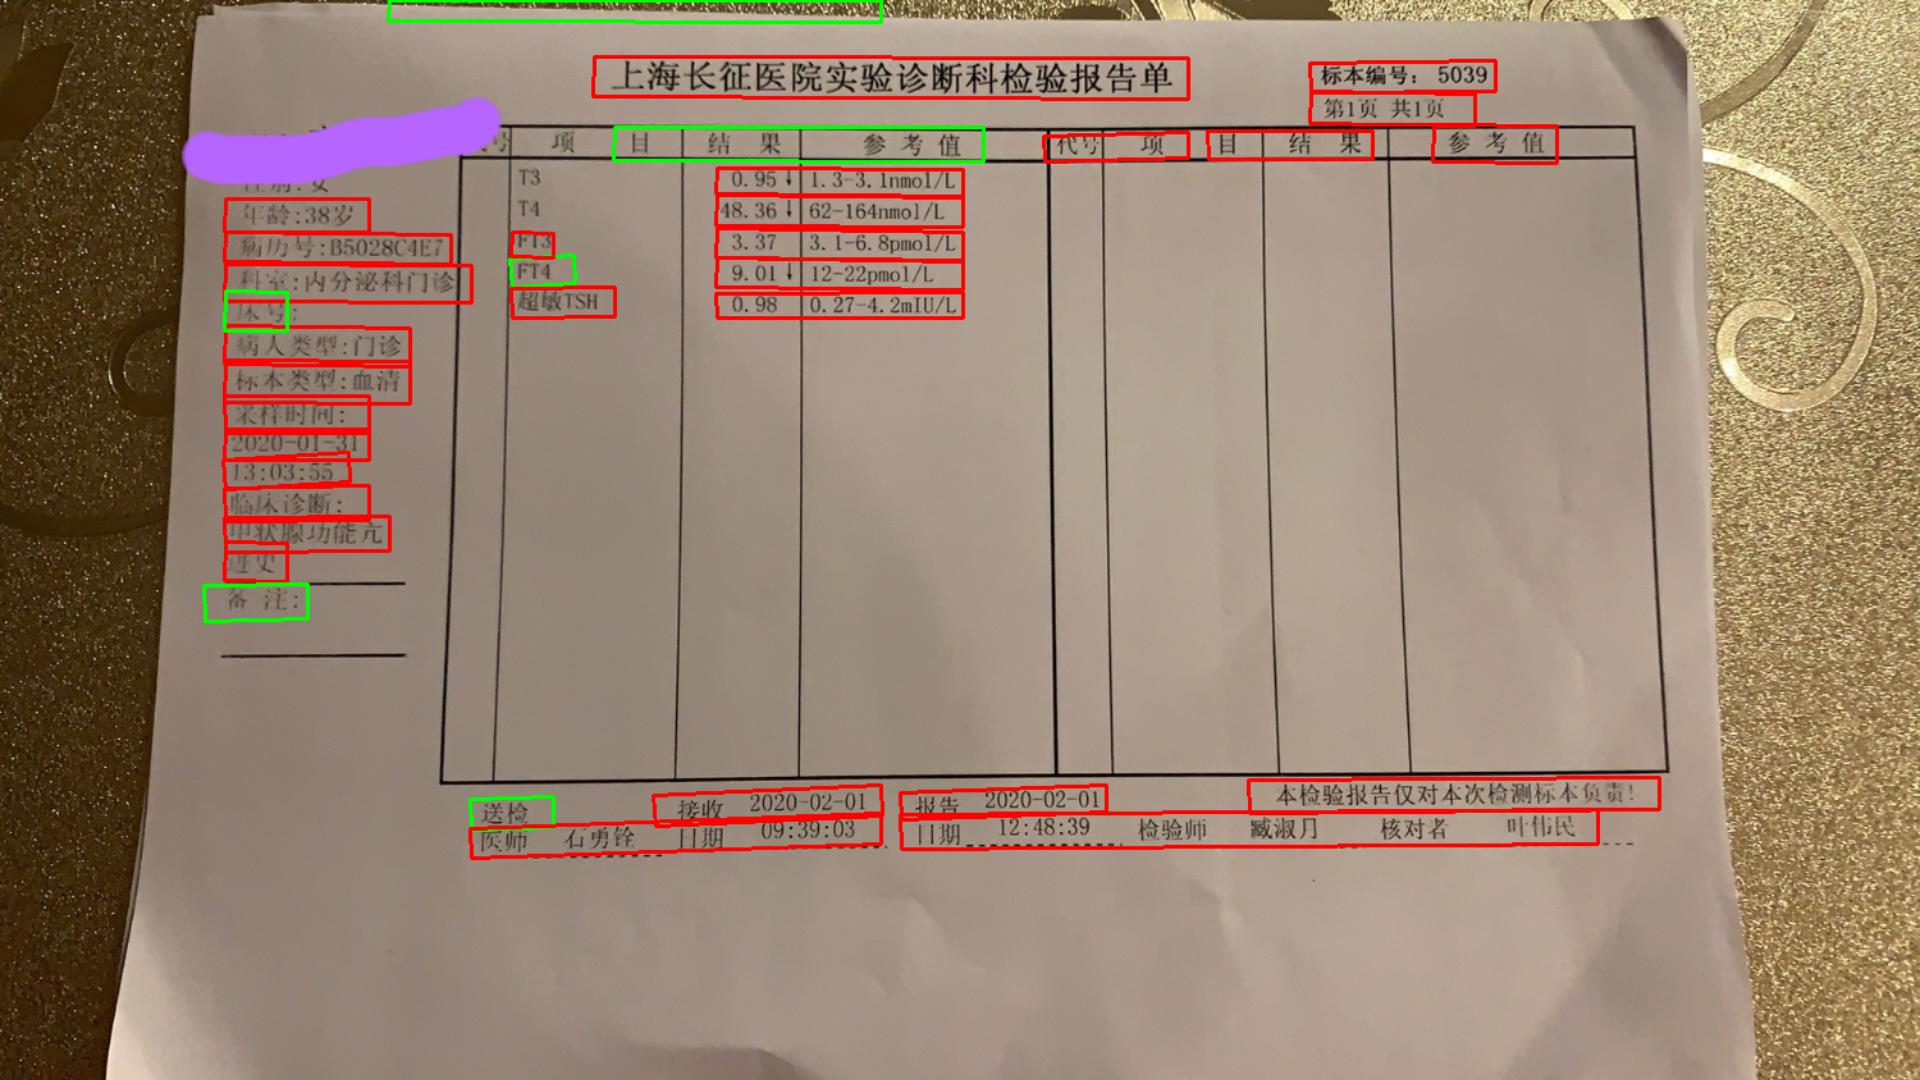 上海长征医院实验诊断科检验报告单
标本编号： 5039
第1页 共1页
号 项 目 结 果 参 考 值 代号 项 目 结 果 参 考 值
性别:女
年龄:38岁
病历号:B5028C4E7
科室:内分泌科门诊
床号:
病人类型:门诊
标本类型:血清
采样时间:
2020-01-31
13:03:55
临床诊断:
甲状腺功能亢
进史
备 注:
T3 0.95↓ 1.3-3.1nmol/L
T4 48.36↓ 62-164nmol/L
FT3 3.37 3.1-6.8pmol/L
FT4 9.01↓ 12-22pmol/L
超敏TSH 0.98 0.27-4.2mIU/L
送检 接收 2020-02-01 报告 2020-02-01 本检验报告仅对本次检测标本负责!
医师 石勇铨 日期 09:39:03 日期 12:48:39 检验师 臧淑月 核对者 叶伟民